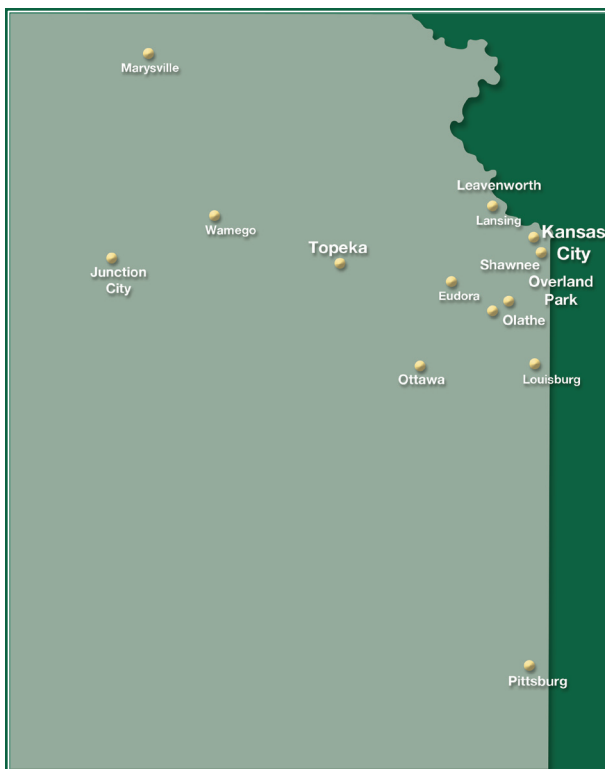 Marysville
Leavenworth
Lansing
Wamego
Kansas
City
Topeka
Shawnee
Junction
City
Overland
Park
Eudora
Olathe
Ottawa
Louisburg
Pittsburg